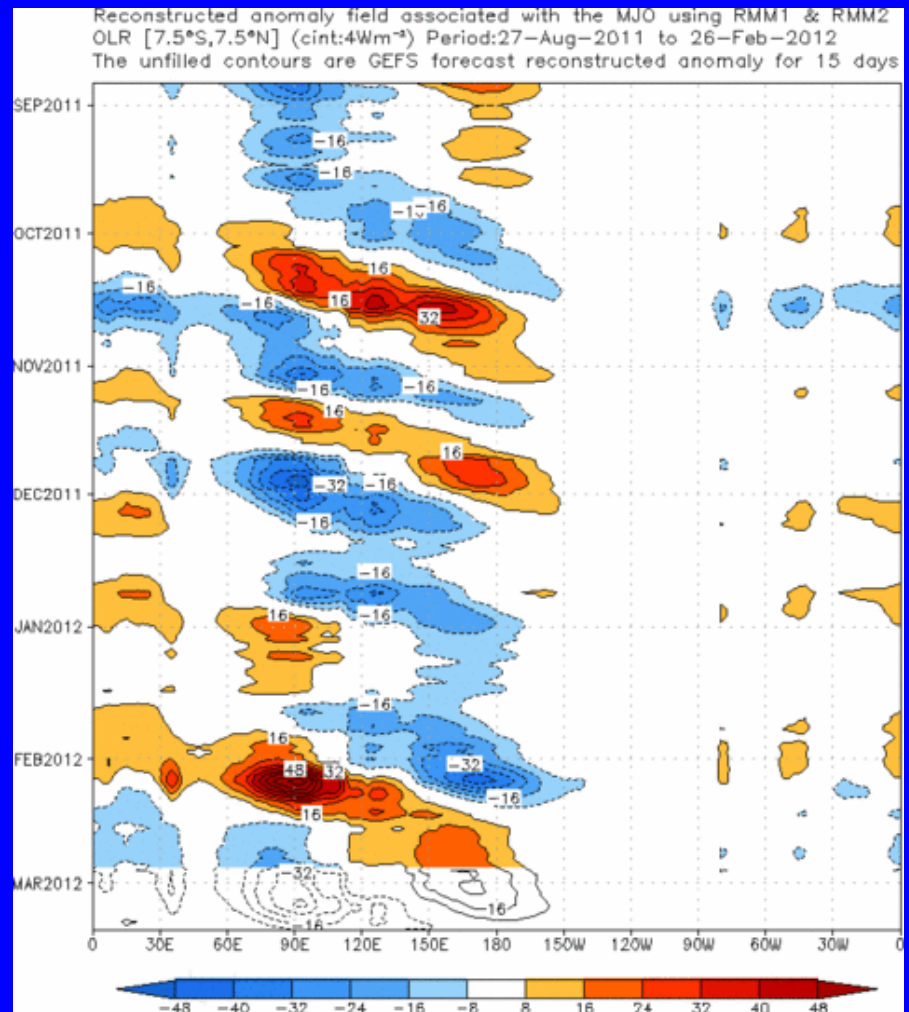 Reconstructed anomaly field associated with the MJO using RMM1 & RMM2
OLR [7.5°S,7.5°N] (cint:4Wm⁻²) Period:27-Aug-2011 to 26-Feb-2012
The unfilled contours are GEFS forecast reconstructed anomaly for 15 days
SEP2011
-16
-16
-16
OCT2011
16
-16
16
-16
32
NOV2011
-16
-16
16
16
-32
-16
DEC2011
-16
-16
-16
JAN2012
16
-16
16
FEB2012
-32
48
32
-16
16
-32
MAR2012
16
-16
0 30E 60E 90E 120E 150E 180 150W 120W 90W 60W 30W 0
-48 -40 -32 -24 -16 -8 8 16 24 32 40 48